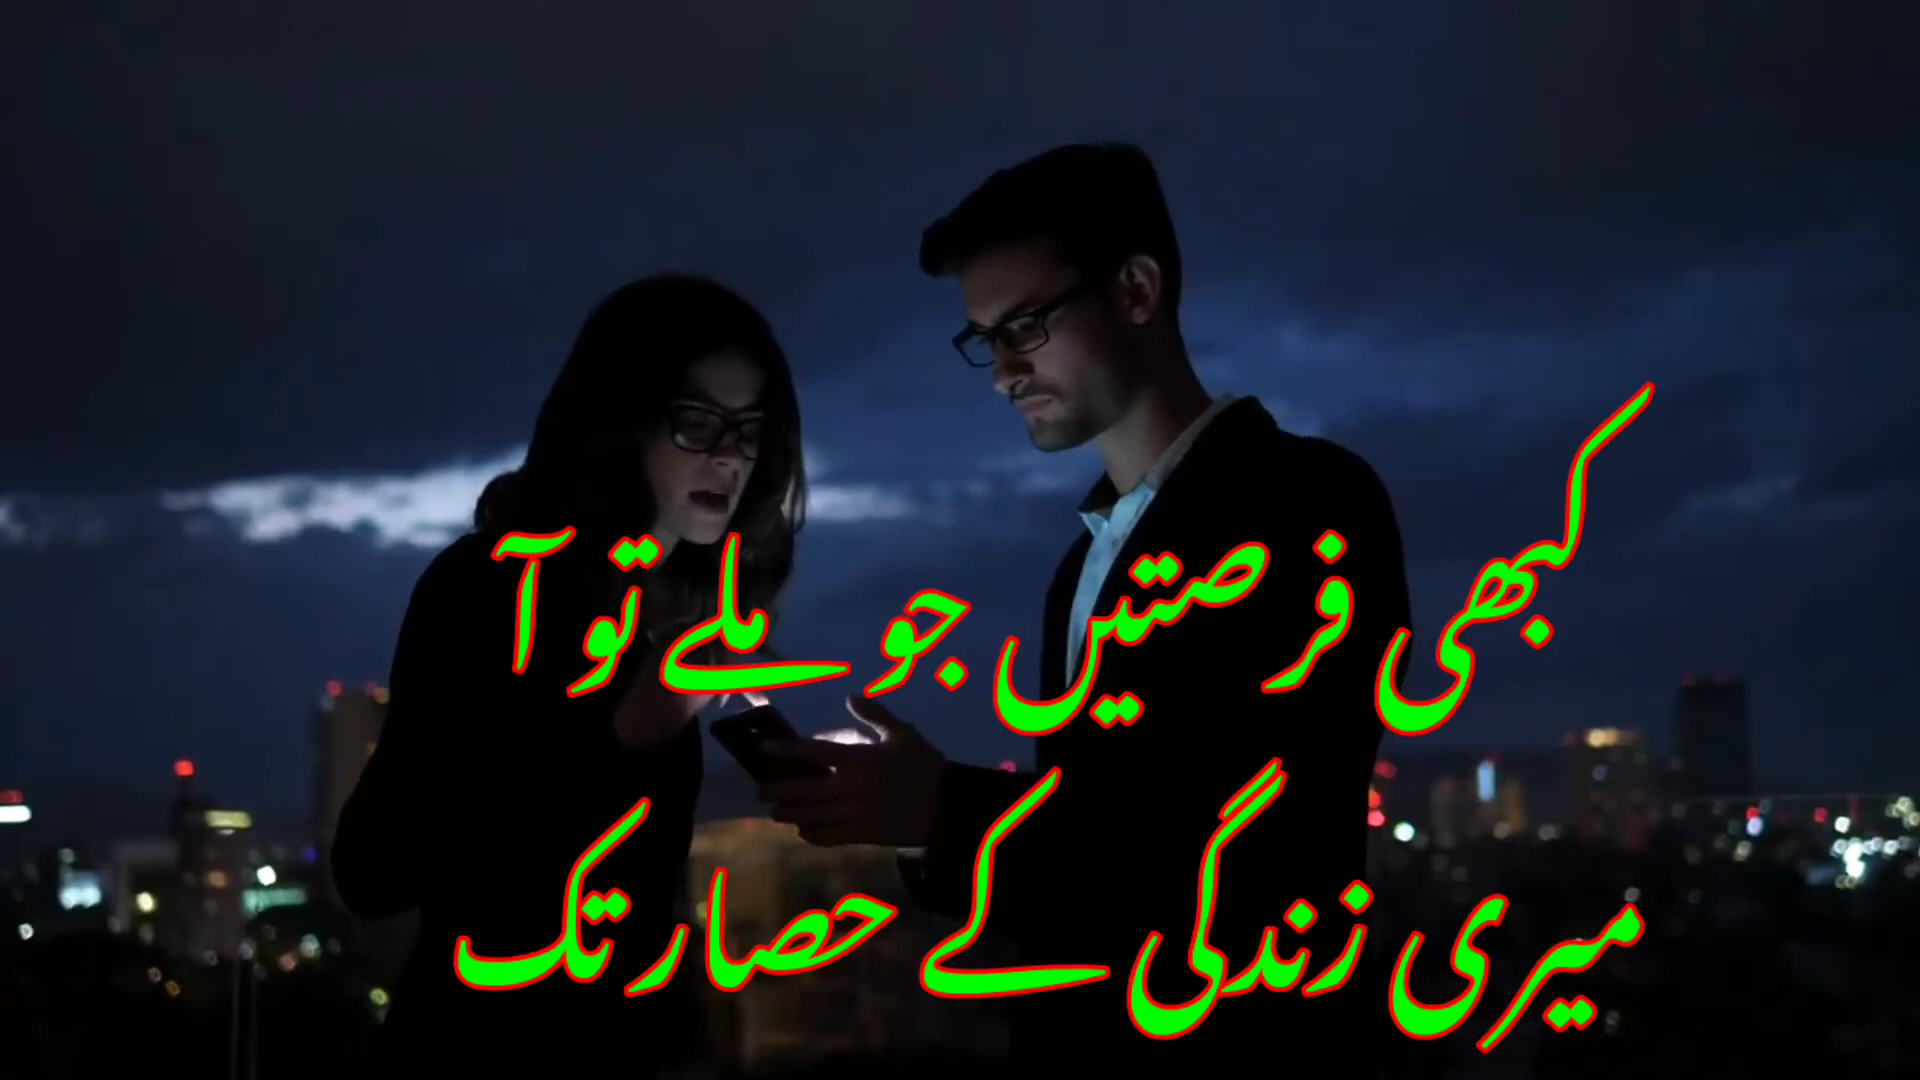 کبھی فرصتیں جو ملے تو آ
میری زندگی کے حصار تک